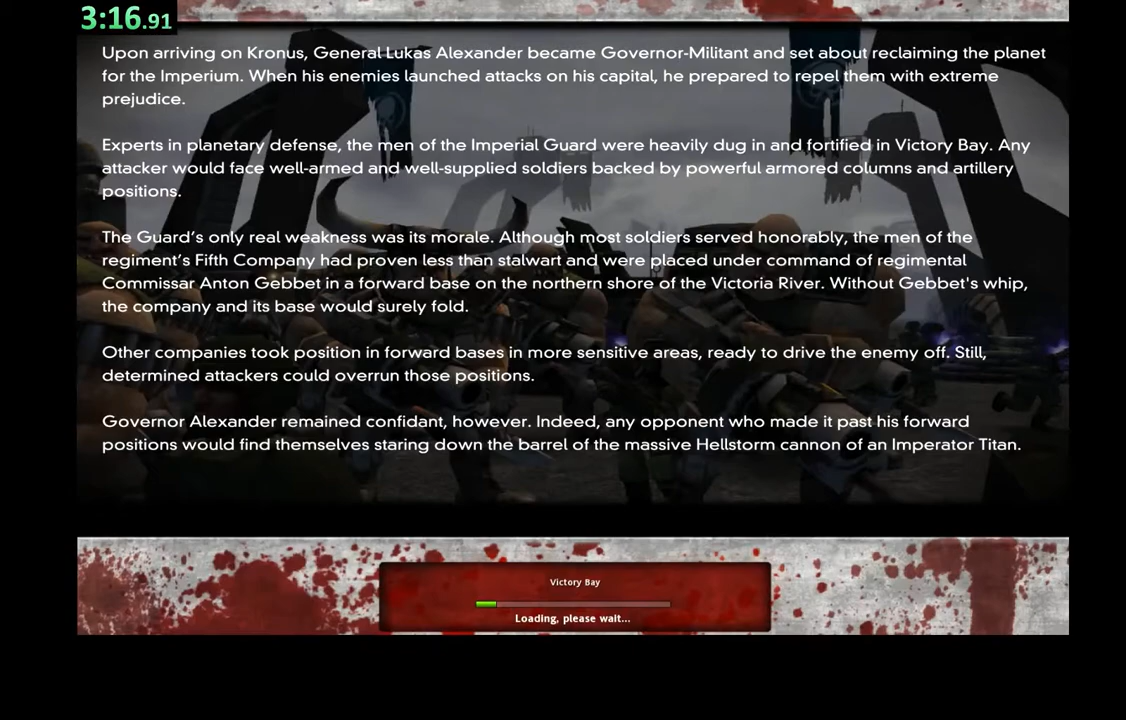 3:16.91
Upon arriving on Kronus, General Lukas Alexander became Governor-Militant and set about reclaiming the planet
for the Imperium. When his enemies launched attacks on his capital, he prepared to repel them with extreme
prejudice.
Experts in planetary defense, the men of the Imperial Guard were heavily dug in and fortified in Victory Bay. Any
attacker would face well-armed and well-supplied soldiers backed by powerful armored columns and artillery
positions.
The Guard's only real weakness was its morale. Although most soldiers served honorably, the men of the
regiment's Fifth Company had proven less than stalwart and were placed under command of regimental
Commissar Anton Gebbet in a forward base on the northern shore of the Victoria River. Without Gebbet's whip,
the company and its base would surely fold.
Other companies took position in forward bases in more sensitive areas, ready to drive the enemy off. Still,
determined attackers could overrun those positions.
Governor Alexander remained confidant, however. Indeed, any opponent who made it past his forward
positions would find themselves staring down the barrel of the massive Hellstorm cannon of an Imperator Titan.
Victory Bay
Loading, please wait...